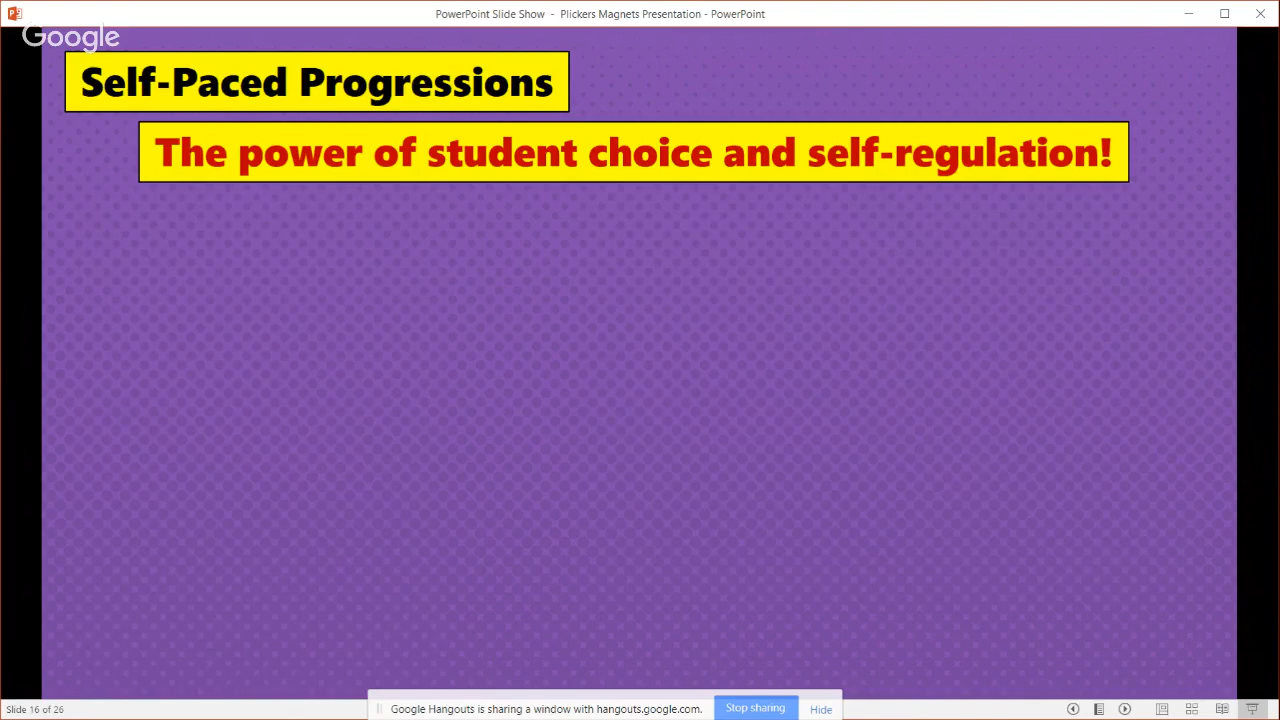 PowerPoint Slide Show - Plickers Magnets Presentation - PowerPoint
Google
Self-Paced Progressions
The power of student choice and self-regulation!
Google Hangouts is sharing a window with hangouts.google.com.
Stop sharing
Hide
Slide 16 of 26